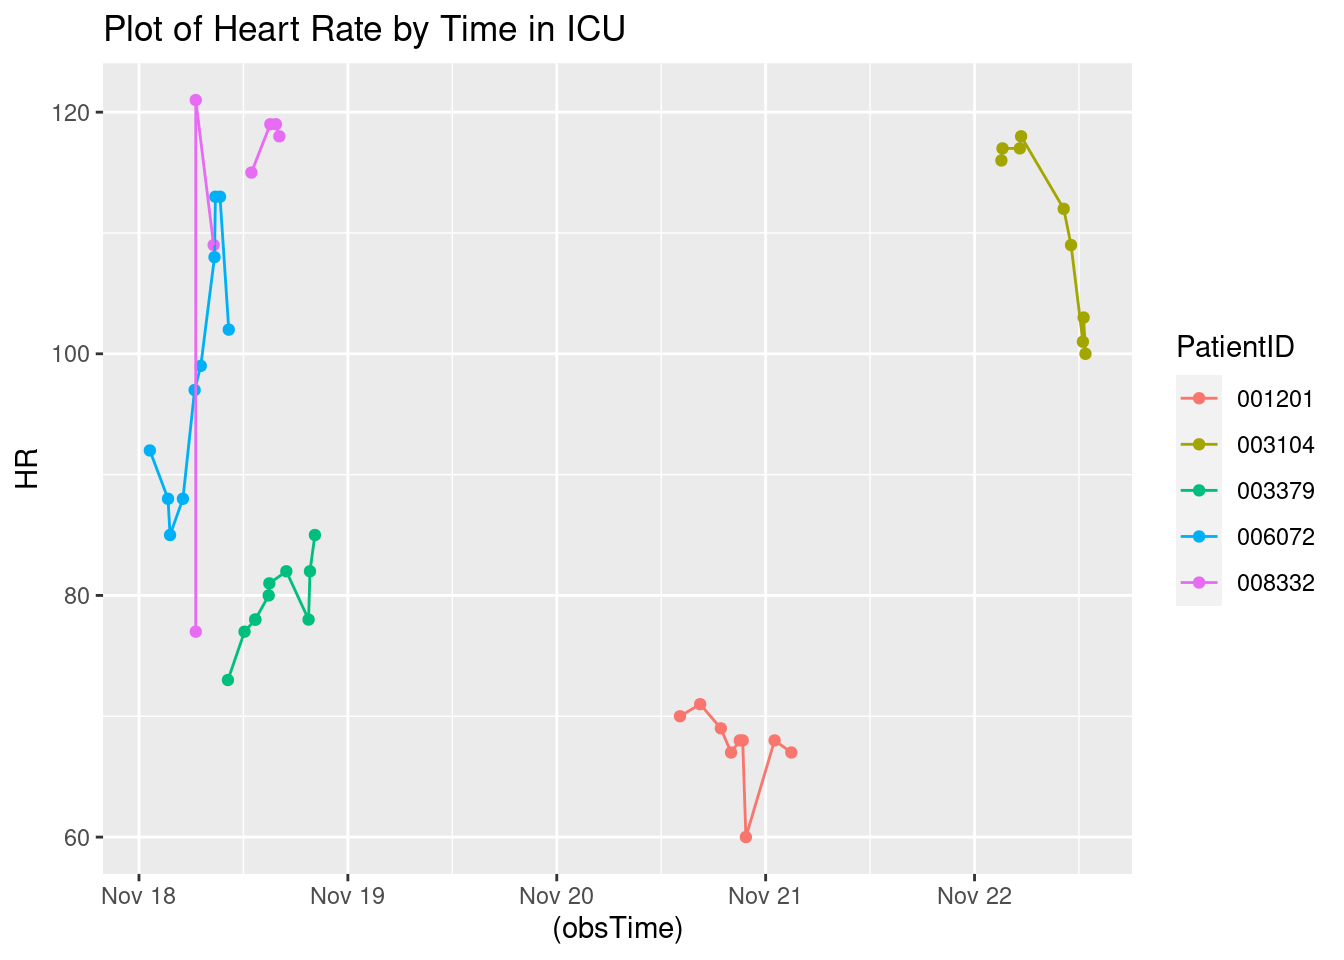 Plot of Heart Rate by Time in ICU
120
100
80
60
HR
Nov 18
Nov 19
Nov 20
Nov 21
Nov 22
(obsTime)
PatientID
001201
003104
003379
006072
008332